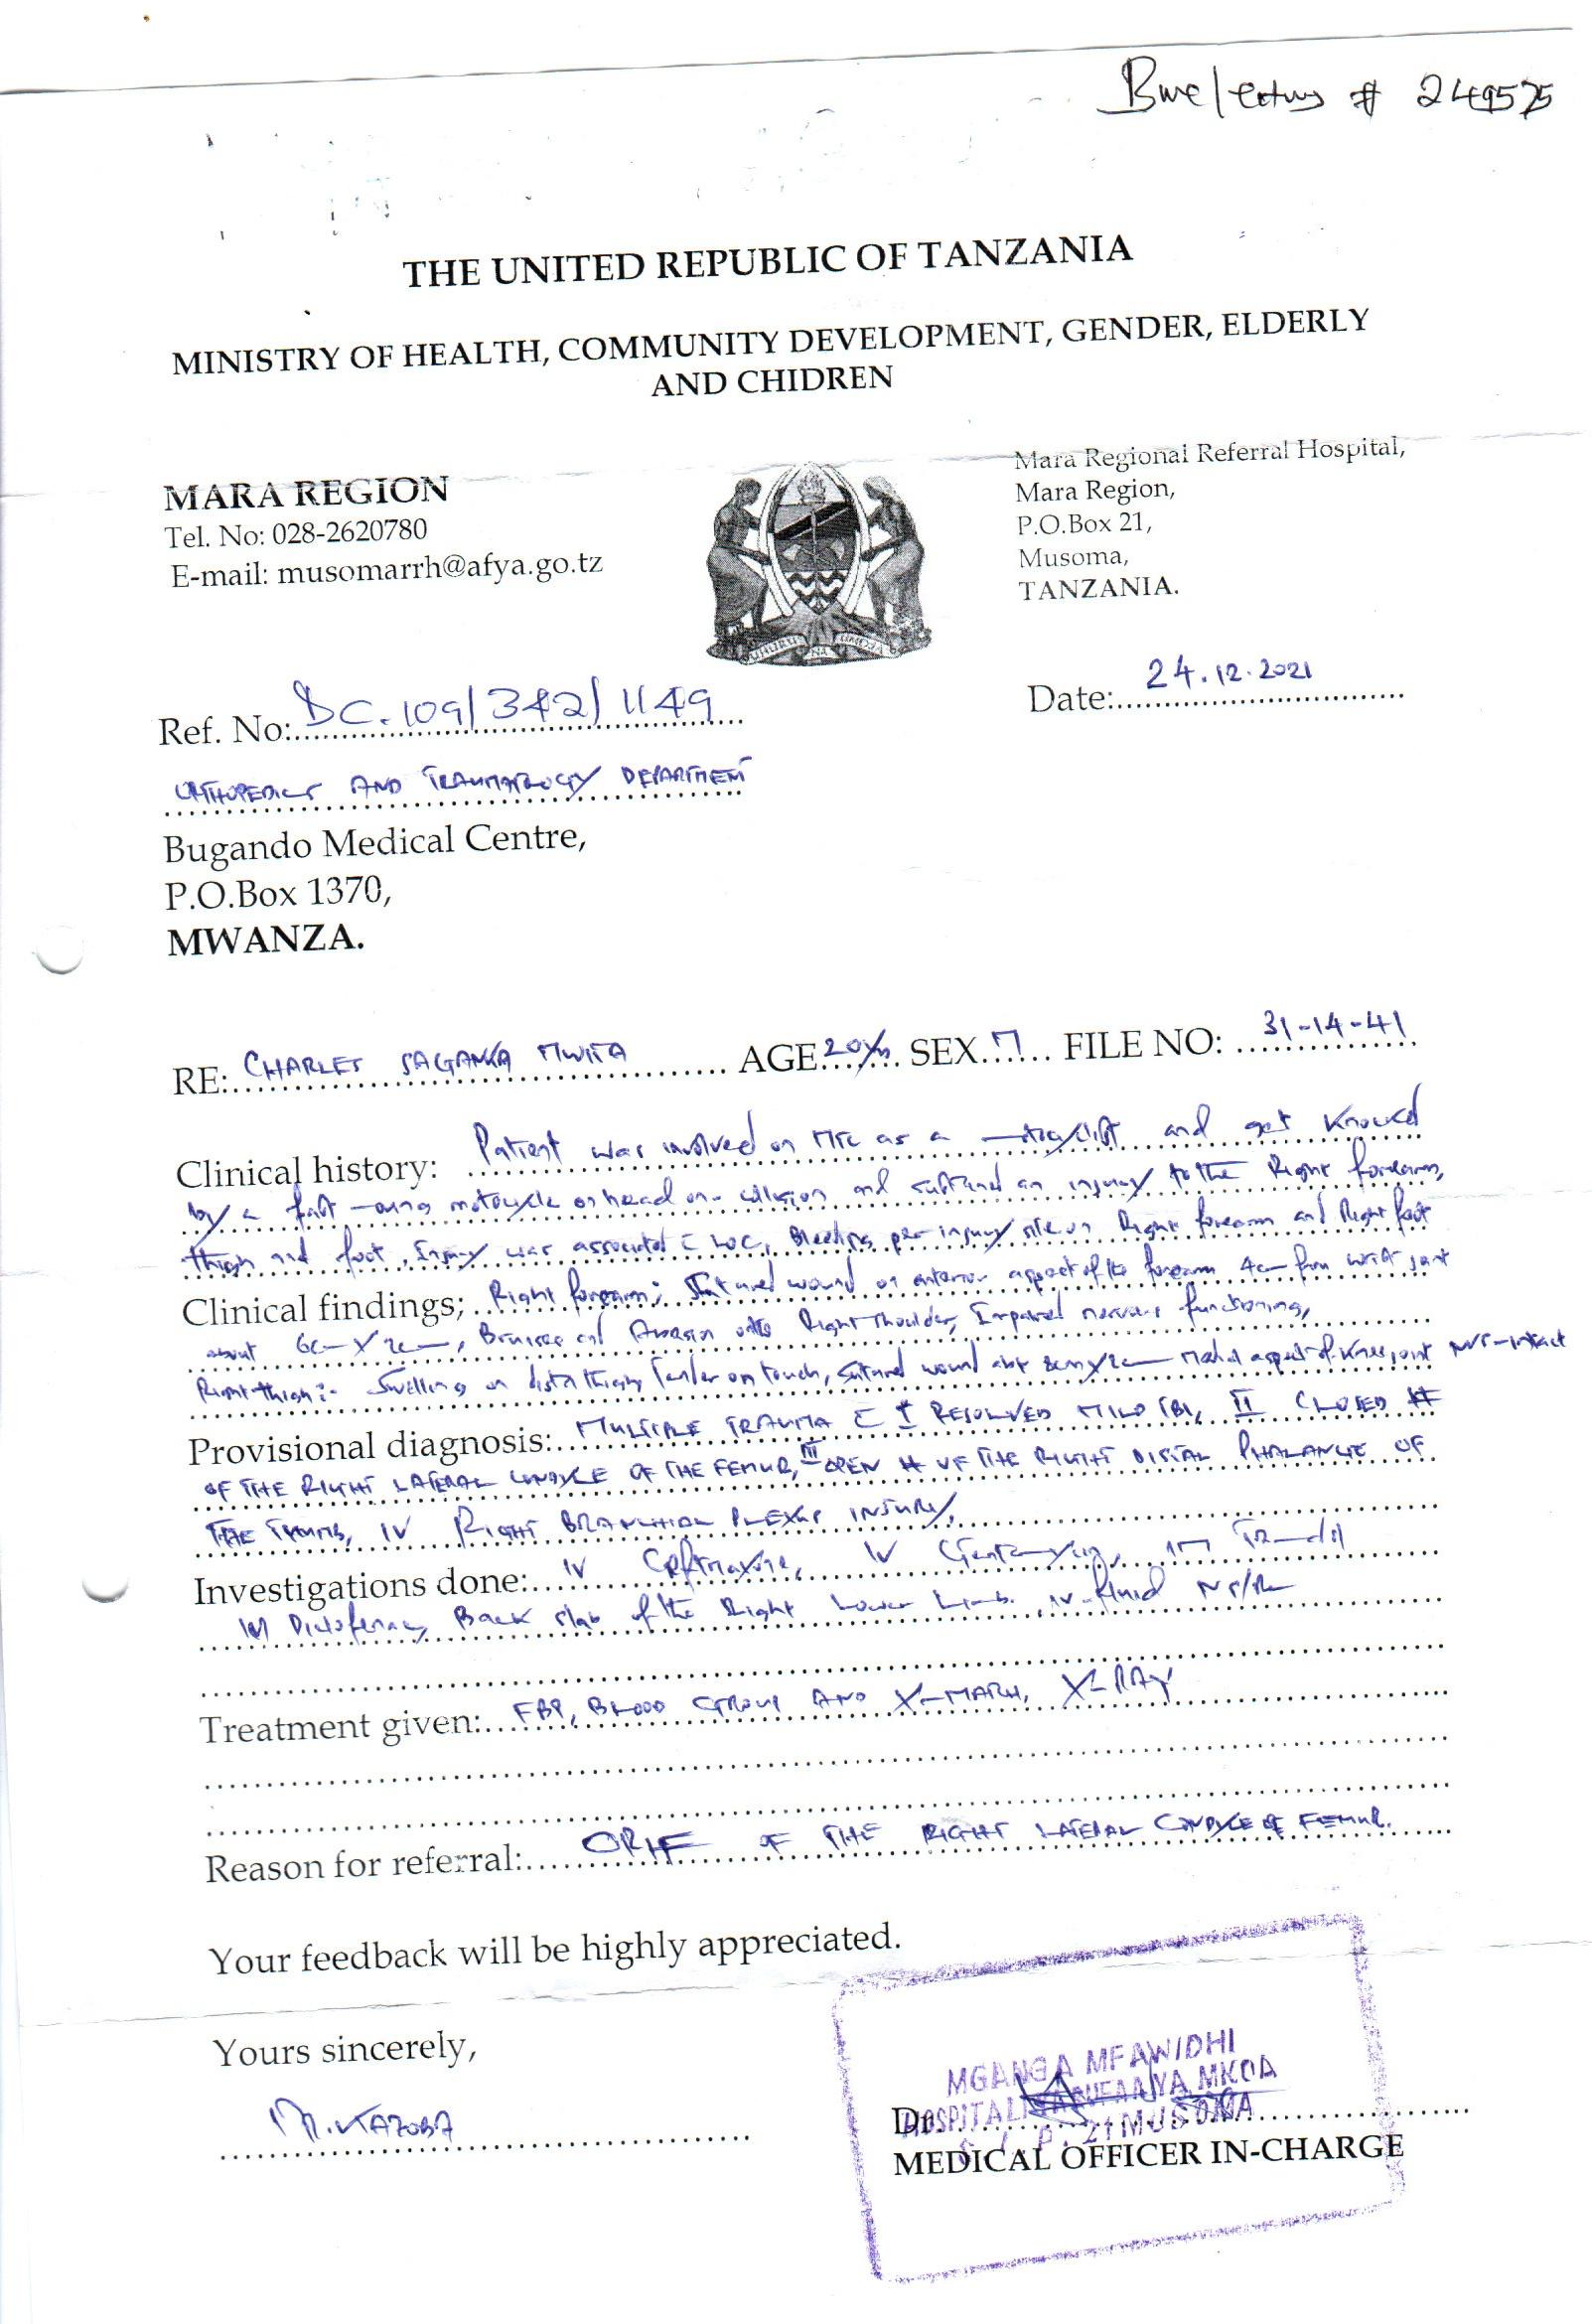 # 249575
THE UNITED REPUBLIC OF TANZANIA
MINISTRY OF HEALTH, COMMUNITY DEVELOPMENT, GENDER, ELDERLY
AND CHIDREN
MARA REGION
Tel. No: 028-2620780
E-mail: musomarrh@afya.go.tz
UHURU NA UMOJA
Mara Regional Referral Hospital,
Mara Region,
P.O.Box 21,
Musoma,
TANZANIA.
Ref. No: DC.109/342/1149
Date: 24.12.2021
ORTHOPEDICS AND TRAUMATOLOGY DEPARTMENT
Bugando Medical Centre,
P.O.Box 1370,
MWANZA.
RE: CHARLES SAGANKA MWITA AGE 20yrs SEX M FILE NO: 31-14-41
Clinical history: Patient was involved on MTC as a and get knocked
by a fast motocycle on head on collision and sustained an injury to the Right forearm,
thigh and foot, Injury was associated c LOC, Bleeding per injury site on Right forearm and Right foot
Clinical findings; Right forearm; Sutured wound on anterior aspect of the forearm 4cm from wrist joint
about 6cm x 2cm, Bruises and Abrasion Right shoulder, Impaired nervous functioning,
Right thigh:- Swelling on distal thigh, tender on touch, sutured wound abt 8cm x 2cm Medial aspect of knee joint NVS-intact
Provisional diagnosis: MULTIPLE TRAUMA C I RESOLVED MILD TBI, II CLOSED #
OF THE RIGHT LATERAL CONDYLE OF THE FEMUR, III OPEN # OF THE RIGHT DISTAL PHALANGE OF
THE THUMB, IV RIGHT BRANCHIAL PLEXUS INJURY,
Investigations done: IV Ceftriaxone, IV Gentamycin, IM Tramadol
IM Diclofenac, Back slab of the Right Lower Limb, IV-fluid NS/RL
Treatment given: FBP, BLOOD GROUP AND X-MATCH, X-RAY
Reason for referral: ORIF OF THE RIGHT LATERAL CONDYLE OF FEMUR.
Your feedback will be highly appreciated.
Yours sincerely,
M. KAZOBA
MGANGA MFAWIDHI
HOSPITALI YA RUFAA YA MKOA
S.L.P. 21 MUSOMA
Dr.
MEDICAL OFFICER IN-CHARGE